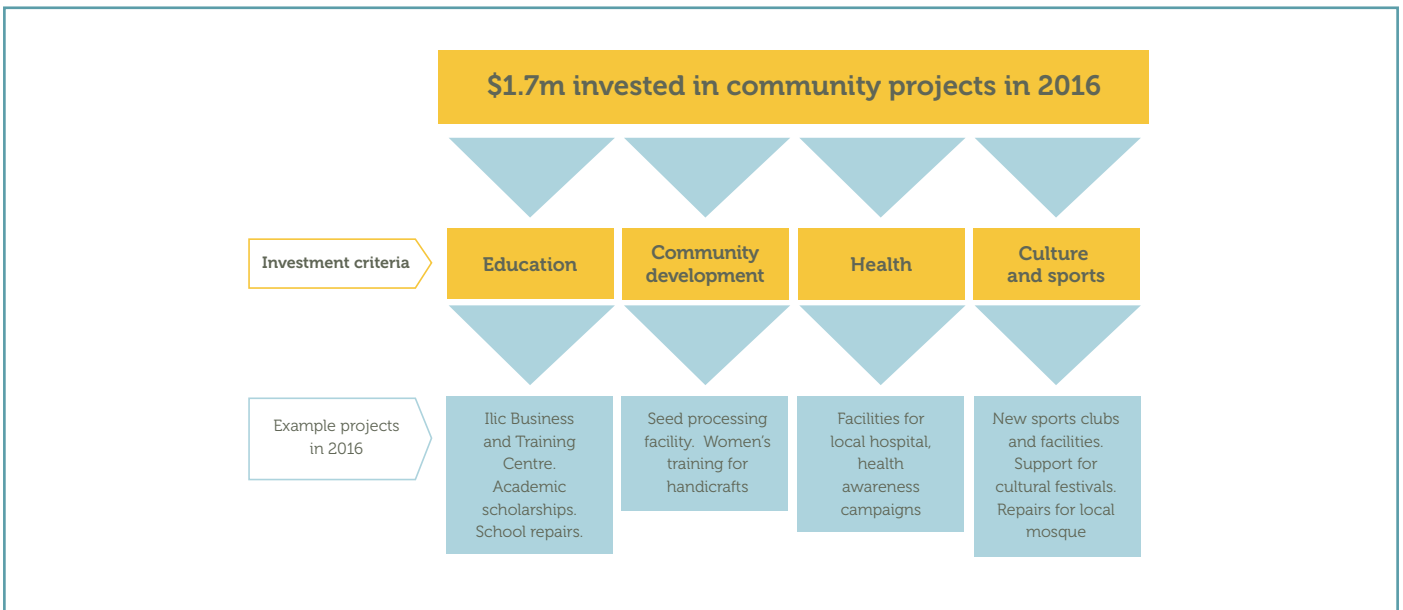 $1.7m invested in community projects in 2016
Investment criteria
Education
Community
development
Health
Culture
and sports
Example projects
in 2016
Ilic Business
and Training
Centre.
Academic
scholarships.
School repairs.
Seed processing
facility.  Women's
training for
handicrafts
Facilities for
local hospital,
health
awareness
campaigns
New sports clubs
and facilities.
Support for
cultural festivals.
Repairs for local
mosque